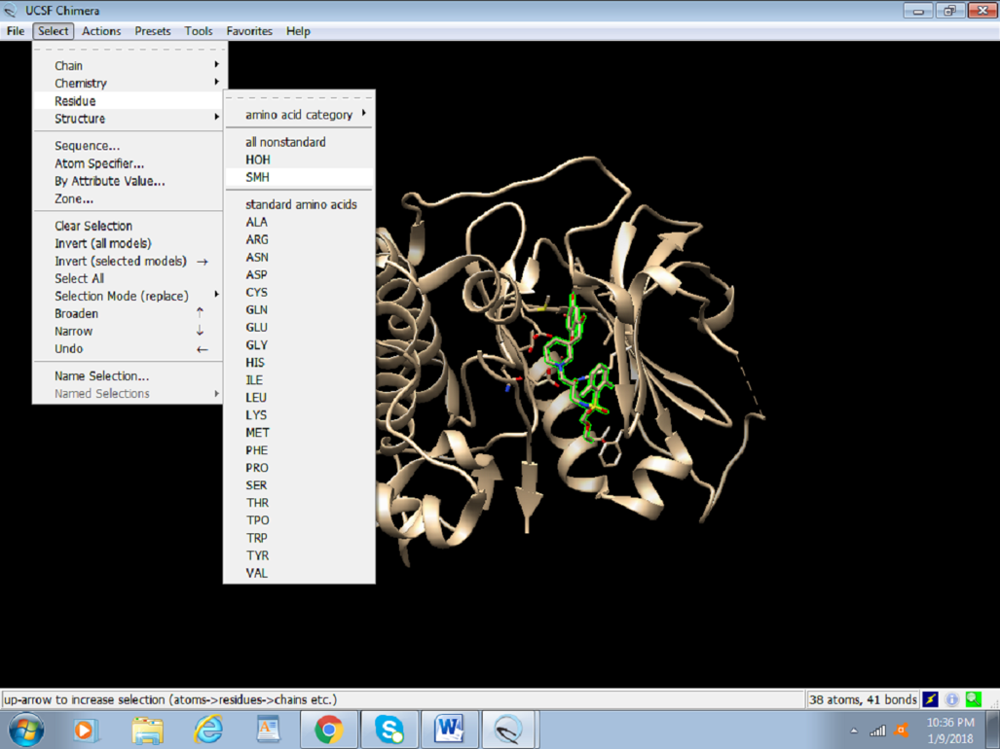 UCSF Chimera
File Select Actions Presets Tools Favorites Help
Chain
Chemistry
Residue
Structure
Sequence...
Atom Specifier...
By Attribute Value...
Zone...
Clear Selection
Invert (all models)
Invert (selected models) →
Select All
Selection Mode (replace)
Broaden ↑
Narrow ↓
Undo ←
Name Selection...
Named Selections
amino acid category
all nonstandard
HOH
SMH
standard amino acids
ALA
ARG
ASN
ASP
CYS
GLN
GLU
GLY
HIS
ILE
LEU
LYS
MET
PHE
PRO
SER
THR
TPO
TRP
TYR
VAL
up-arrow to increase selection (atoms->residues->chains etc.)
38 atoms, 41 bonds
10:36 PM
1/9/2018